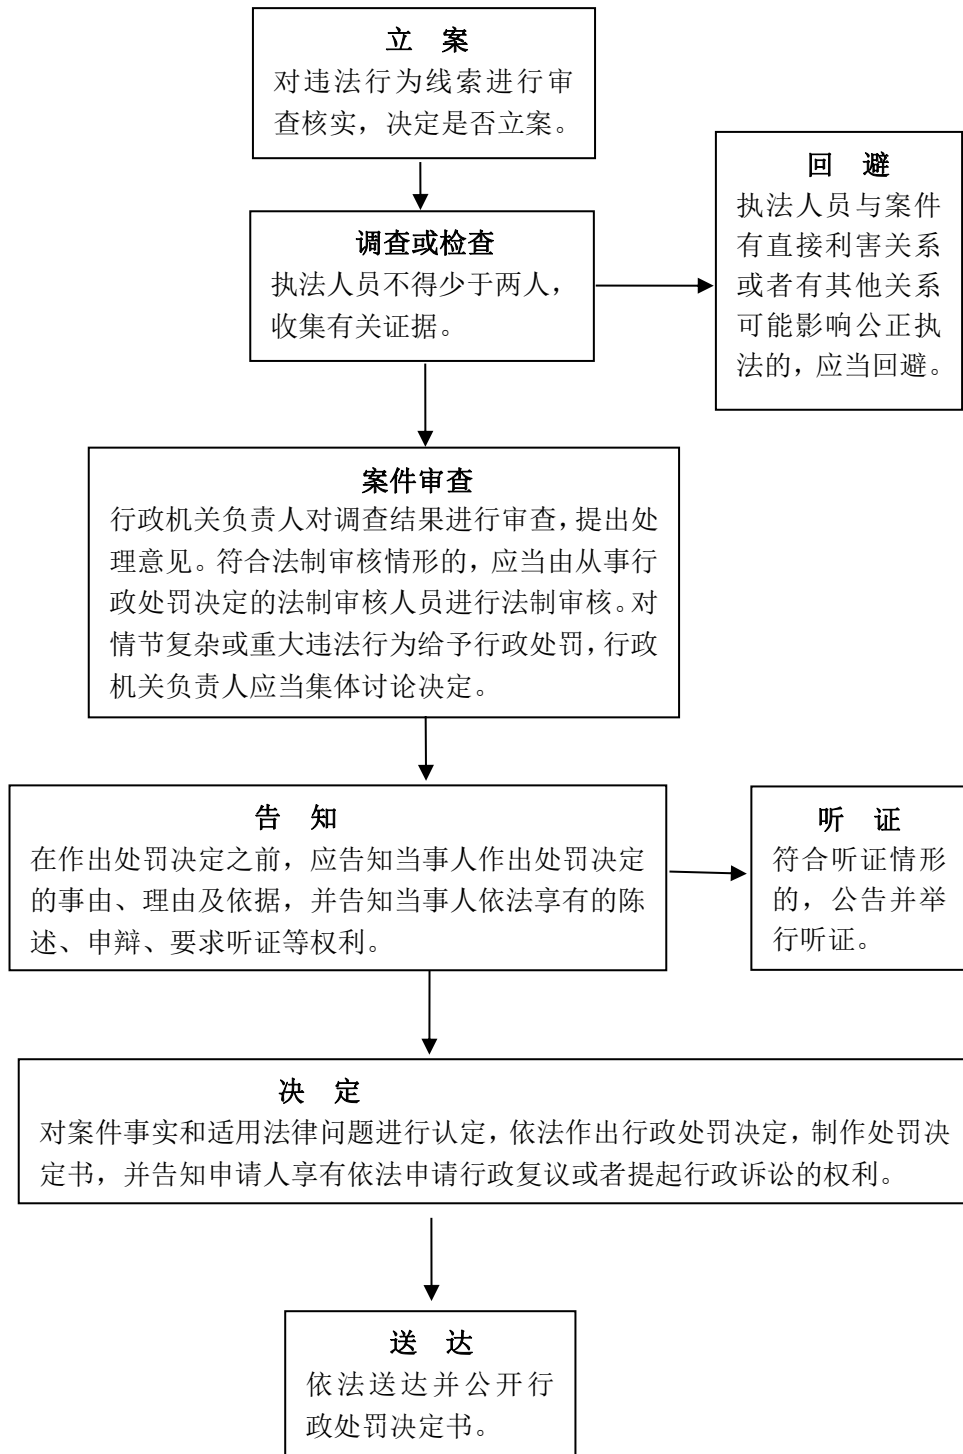 立 案
对违法行为线索进行审
查核实，决定是否立案。
回 避
执法人员与案件
有直接利害关系
或者有其他关系
可能影响公正执
法的，应当回避。
调查或检查
执法人员不得少于两人，
收集有关证据。
案件审查
行政机关负责人对调查结果进行审查，提出处
理意见。符合法制审核情形的，应当由从事行
政处罚决定的法制审核人员进行法制审核。对
情节复杂或重大违法行为给予行政处罚，行政
机关负责人应当集体讨论决定。
告 知
在作出处罚决定之前，应告知当事人作出处罚决定
的事由、理由及依据，并告知当事人依法享有的陈
述、申辩、要求听证等权利。
听 证
符合听证情形
的，公告并举
行听证。
决 定
对案件事实和适用法律问题进行认定，依法作出行政处罚决定，制作处罚决
定书，并告知申请人享有依法申请行政复议或者提起行政诉讼的权利。
送 达
依法送达并公开行
政处罚决定书。